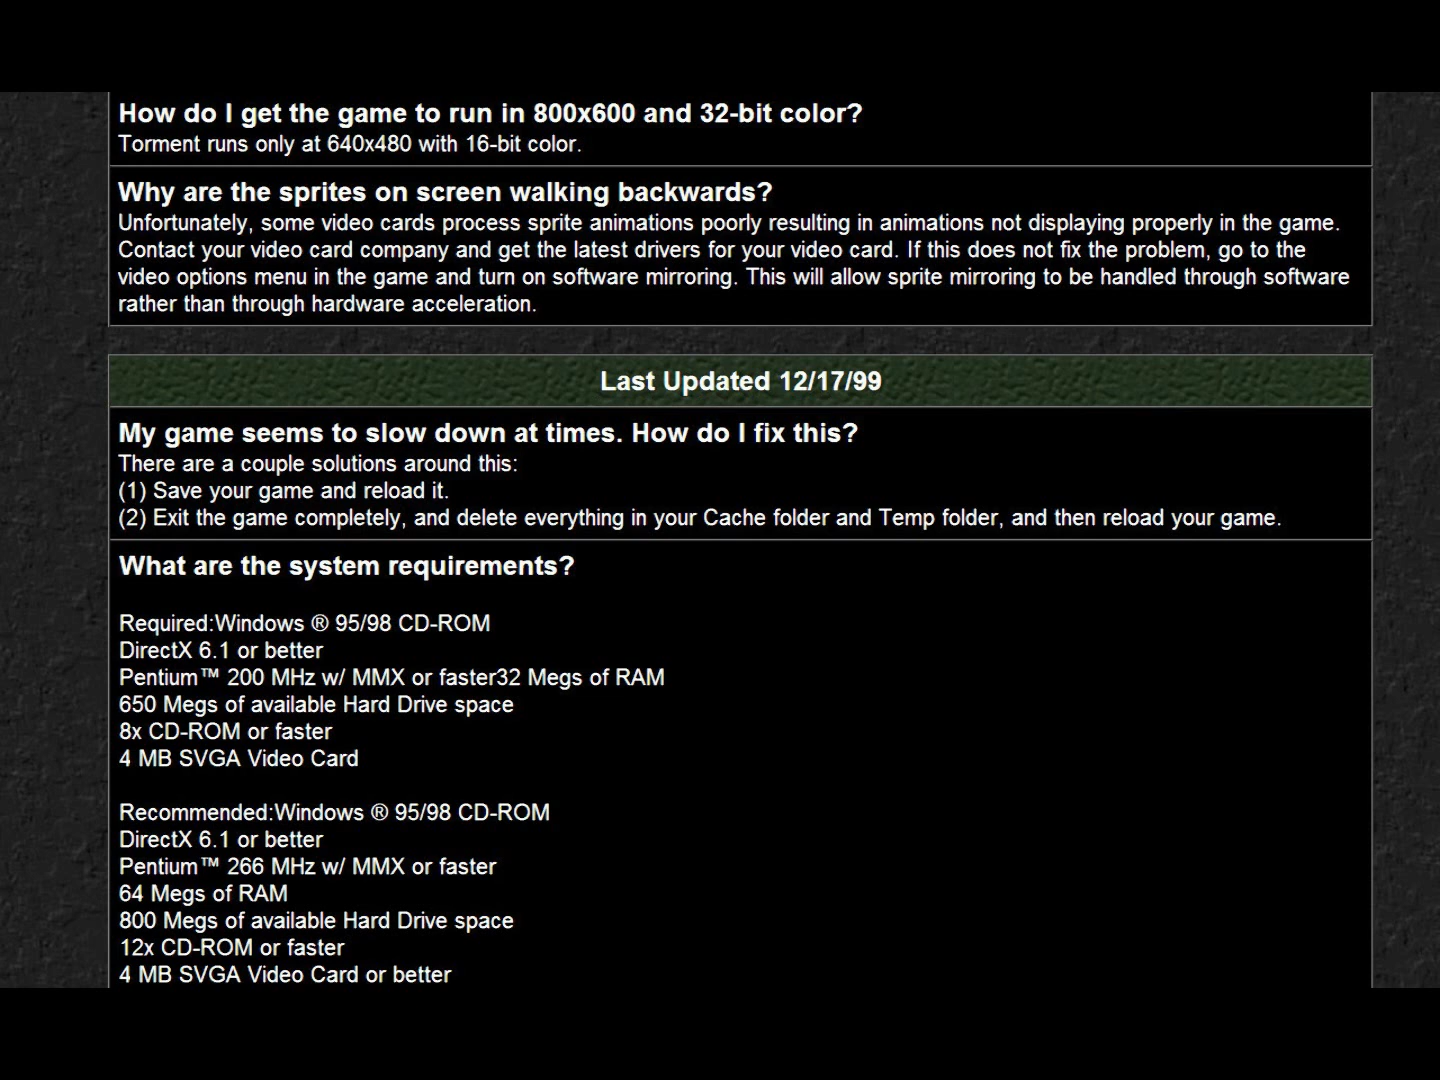 How do I get the game to run in 800x600 and 32-bit color?
Torment runs only at 640x480 with 16-bit color.
Why are the sprites on screen walking backwards?
Unfortunately, some video cards process sprite animations poorly resulting in animations not displaying properly in the game.
Contact your video card company and get the latest drivers for your video card. If this does not fix the problem, go to the
video options menu in the game and turn on software mirroring. This will allow sprite mirroring to be handled through software
rather than through hardware acceleration.
Last Updated 12/17/99
My game seems to slow down at times. How do I fix this?
There are a couple solutions around this:
(1) Save your game and reload it.
(2) Exit the game completely, and delete everything in your Cache folder and Temp folder, and then reload your game.
What are the system requirements?
Required:Windows ® 95/98 CD-ROM
DirectX 6.1 or better
Pentium™ 200 MHz w/ MMX or faster32 Megs of RAM
650 Megs of available Hard Drive space
8x CD-ROM or faster
4 MB SVGA Video Card
Recommended:Windows ® 95/98 CD-ROM
DirectX 6.1 or better
Pentium™ 266 MHz w/ MMX or faster
64 Megs of RAM
800 Megs of available Hard Drive space
12x CD-ROM or faster
4 MB SVGA Video Card or better